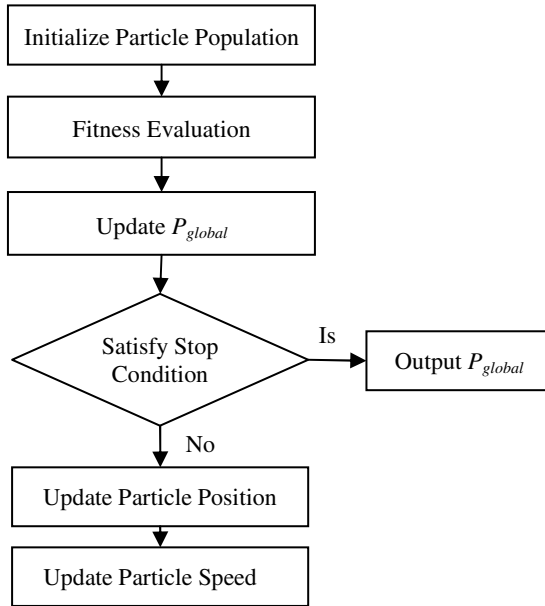 Initialize Particle Population
Fitness Evaluation
Update P_global
Satisfy Stop
Condition
Is
Output P_global
No
Update Particle Position
Update Particle Speed